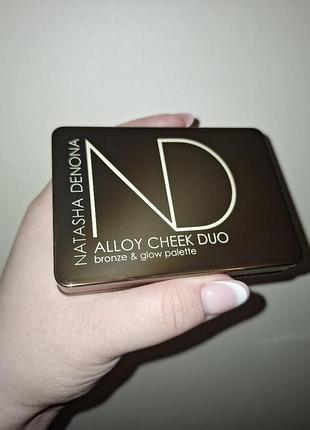 NATASHA DENONA
ND
ALLOY CHEEK DUO
bronze & glow palette